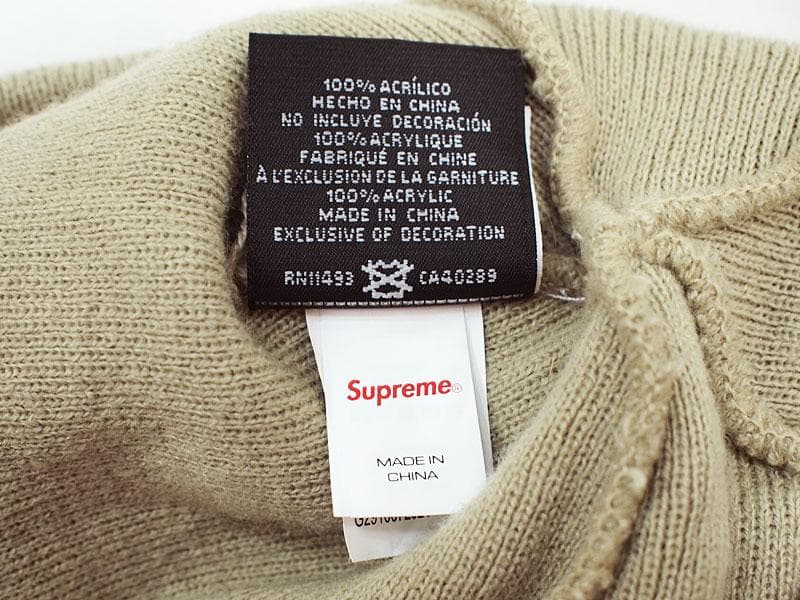 100% ACRÍLICO
HECHO EN CHINA
NO INCLUYE DECORACIÓN
100% ACRYLIQUE
FABRIQUÉ EN CHINE
À L'EXCLUSION DE LA GARNITURE
100% ACRYLIC
MADE IN CHINA
EXCLUSIVE OF DECORATION
RN11493 CA40289
Supreme®
MADE IN
CHINA